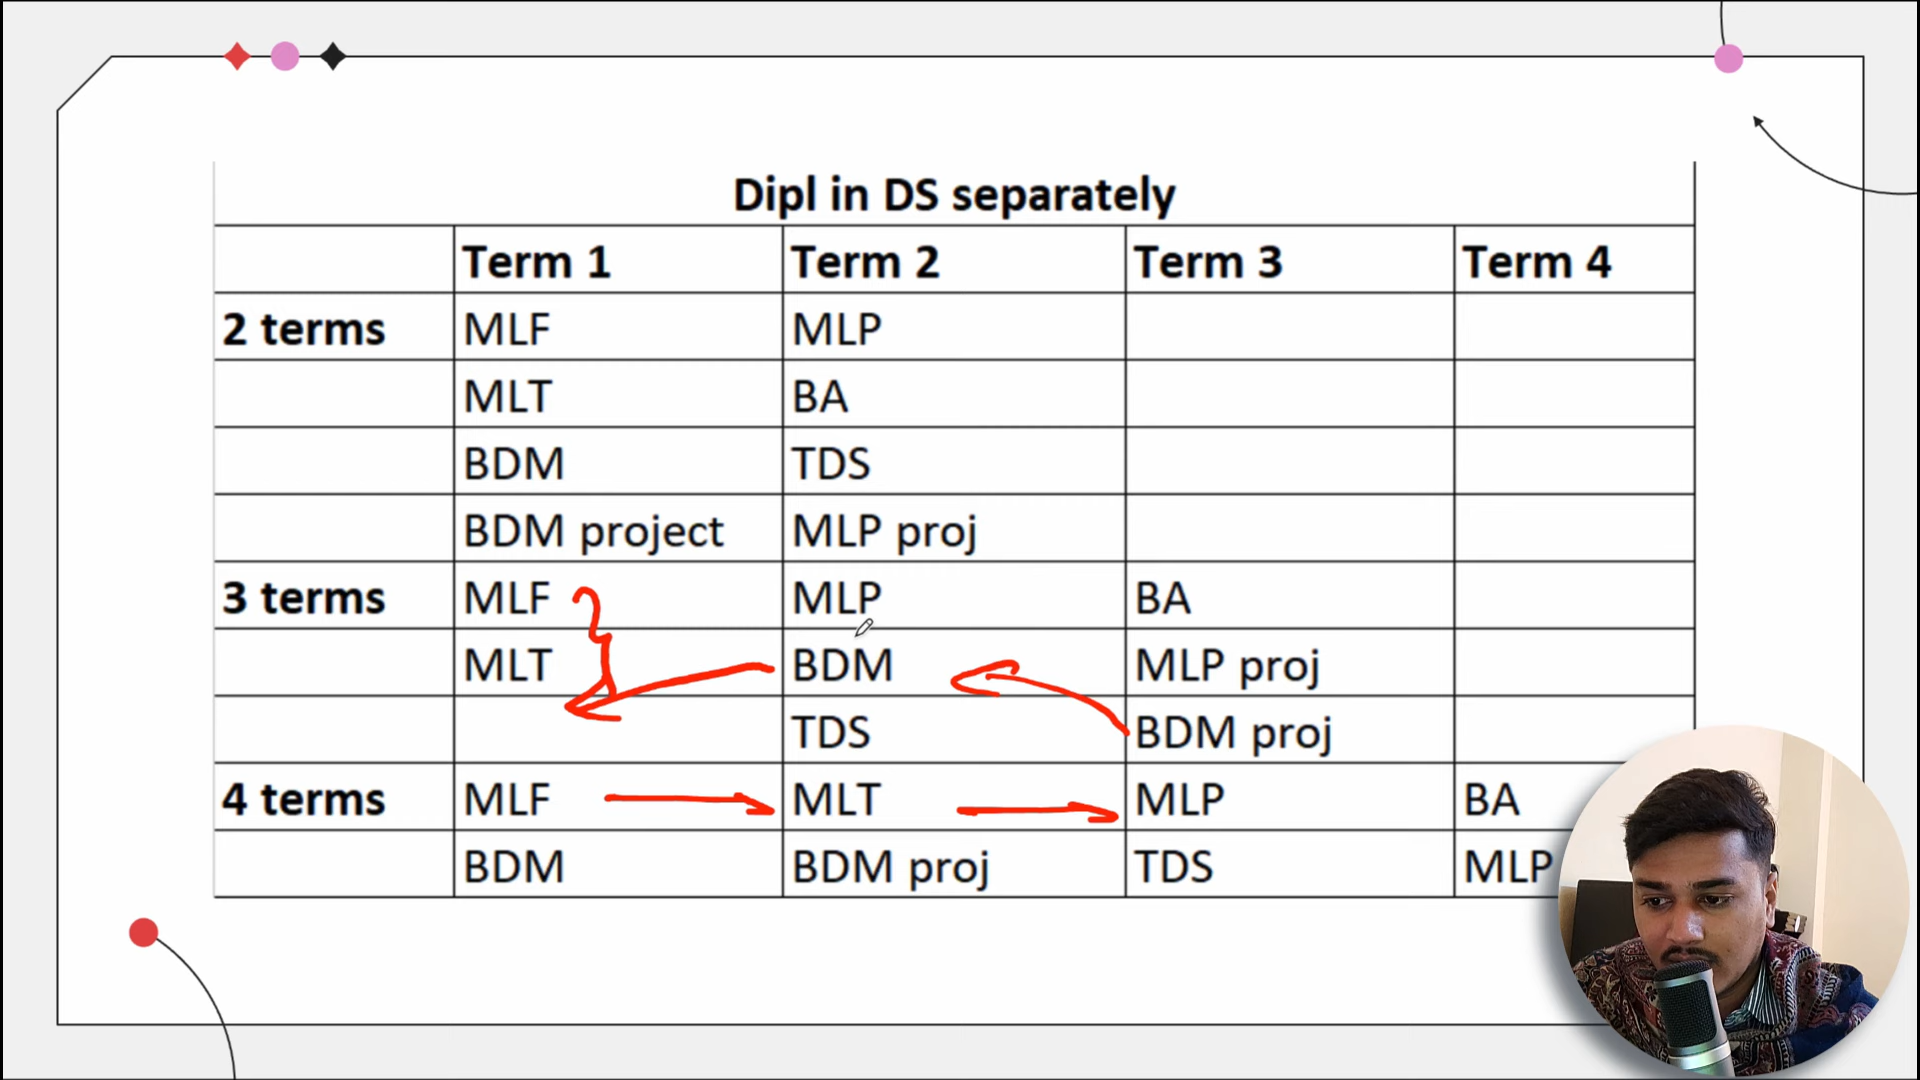 Dipl in DS separately
Term 1 Term 2 Term 3 Term 4
2 terms MLF MLP
MLT BA
BDM TDS
BDM project MLP proj
3 terms MLF MLP BA
MLT BDM MLP proj
TDS BDM proj
4 terms MLF MLT MLP BA
BDM BDM proj TDS MLP